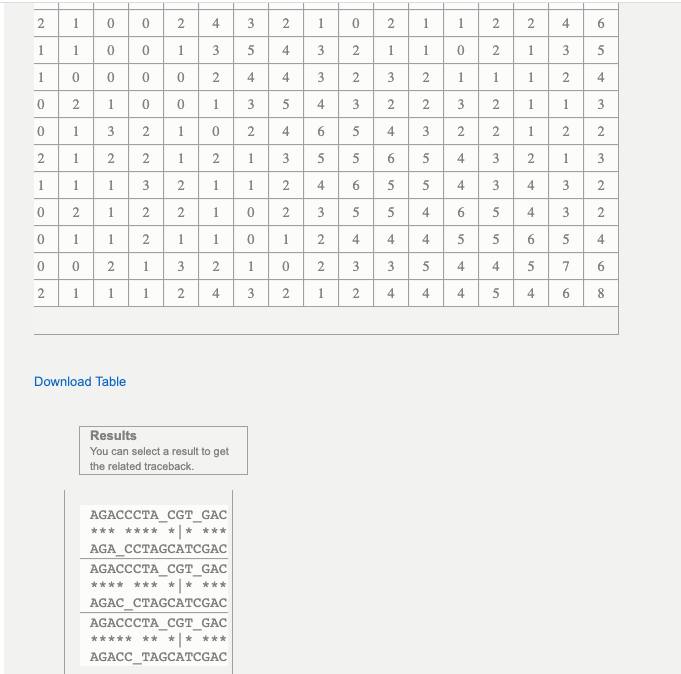 2 1 0 0 2 4 3 2 1 0 2 1 1 2 2 4 6
1 1 0 0 1 3 5 4 3 2 1 1 0 2 1 3 5
1 0 0 0 0 2 4 4 3 2 3 2 1 1 1 2 4
0 2 1 0 0 1 3 5 4 3 2 2 3 2 1 1 3
0 1 3 2 1 0 2 4 6 5 4 3 2 2 1 2 2
2 1 2 2 1 2 1 3 5 5 6 5 4 3 2 1 3
1 1 1 3 2 1 1 2 4 6 5 5 4 3 4 3 2
0 2 1 2 2 1 0 2 3 5 5 4 6 5 4 3 2
0 1 1 2 1 1 0 1 2 4 4 4 5 5 6 5 4
0 0 2 1 3 2 1 0 2 3 3 5 4 4 5 7 6
2 1 1 1 2 4 3 2 1 2 4 4 4 5 4 6 8
Download Table
Results
You can select a result to get
the related traceback.
AGACCCTA_CGT_GAC
*** **** *|* ***
AGA_CCTAGCATCGAC
AGACCCTA_CGT_GAC
**** *** *|* ***
AGAC_CTAGCATCGAC
AGACCCTA_CGT_GAC
***** ** *|* ***
AGACC_TAGCATCGAC